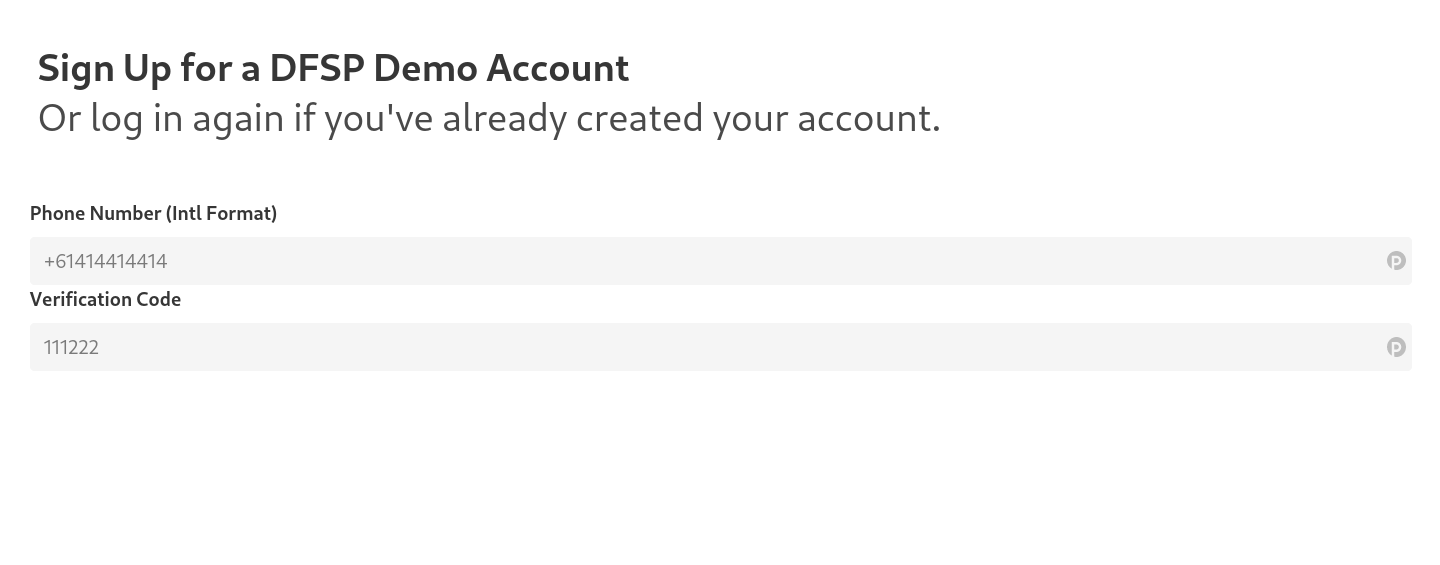 Sign Up for a DFSP Demo Account
Or log in again if you've already created your account.
Phone Number (Intl Format)
+61414414414
Verification Code
111222